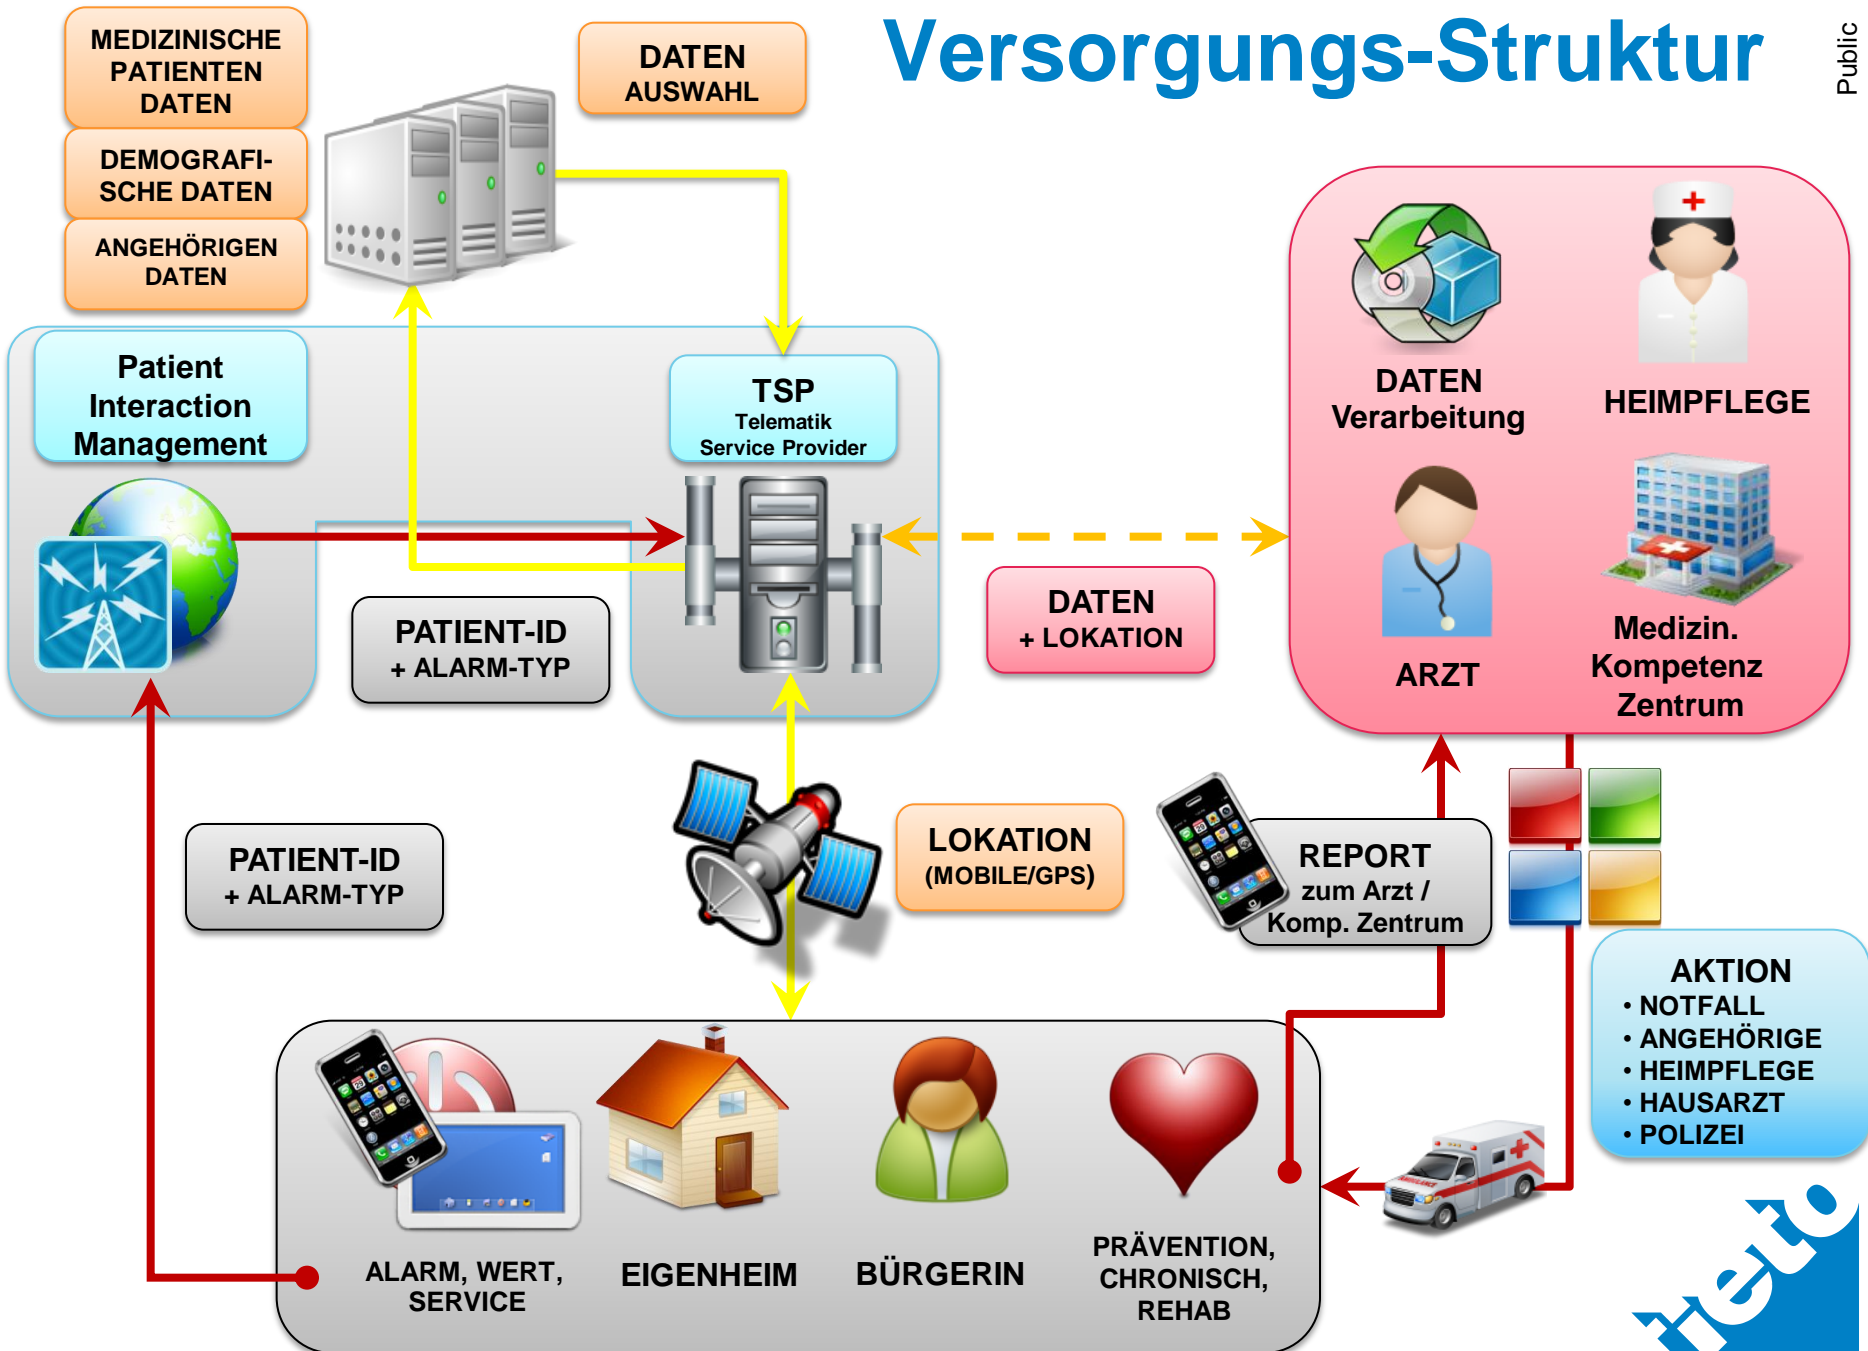 Versorgungs-Struktur
Public
MEDIZINISCHE
PATIENTEN
DATEN
DEMOGRAFI-
SCHE DATEN
ANGEHÖRIGEN
DATEN
DATEN
AUSWAHL
Patient
Interaction
Management
TSP
Telematik
Service Provider
DATEN
Verarbeitung
HEIMPFLEGE
ARZT
Medizin.
Kompetenz
Zentrum
PATIENT-ID
+ ALARM-TYP
DATEN
+ LOKATION
PATIENT-ID
+ ALARM-TYP
LOKATION
(MOBILE/GPS)
REPORT
zum Arzt /
Komp. Zentrum
AKTION
• NOTFALL
• ANGEHÖRIGE
• HEIMPFLEGE
• HAUSARZT
• POLIZEI
AMBULANCE
ALARM, WERT,
SERVICE
EIGENHEIM
BÜRGERIN
PRÄVENTION,
CHRONISCH,
REHAB
tieto